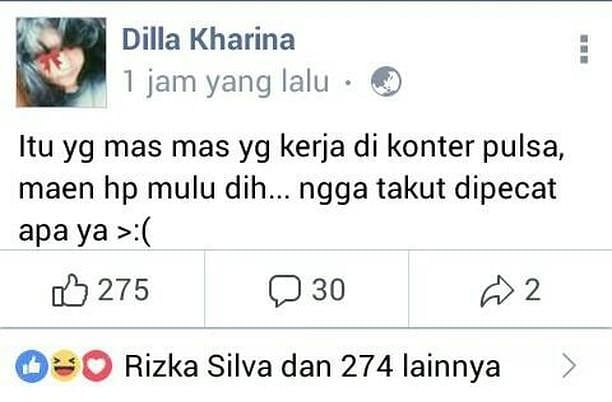 Dilla Kharina
1 jam yang lalu ·
Itu yg mas mas yg kerja di konter pulsa,
maen hp mulu dih... ngga takut dipecat
apa ya >:(
275
30
2
Rizka Silva dan 274 lainnya